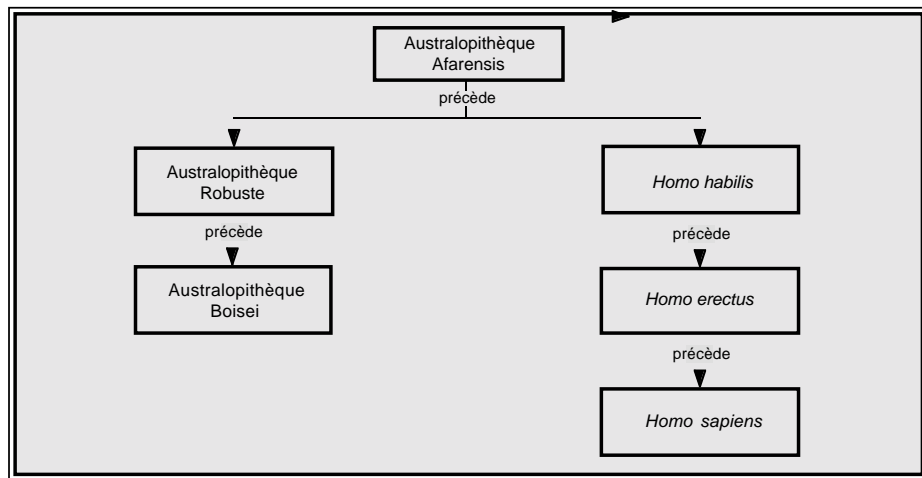 Australopithèque
Afarensis
précède
Australopithèque
Robuste
Homo habilis
précède
précède
Australopithèque
Boisei
Homo erectus
précède
Homo sapiens